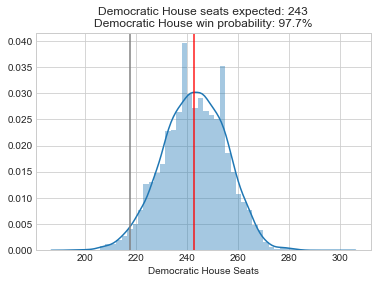 Democratic House seats expected: 243
Democratic House win probability: 97.7%
0.040
0.035
0.030
0.025
0.020
0.015
0.010
0.005
0.000
200 220 240 260 280 300
Democratic House Seats